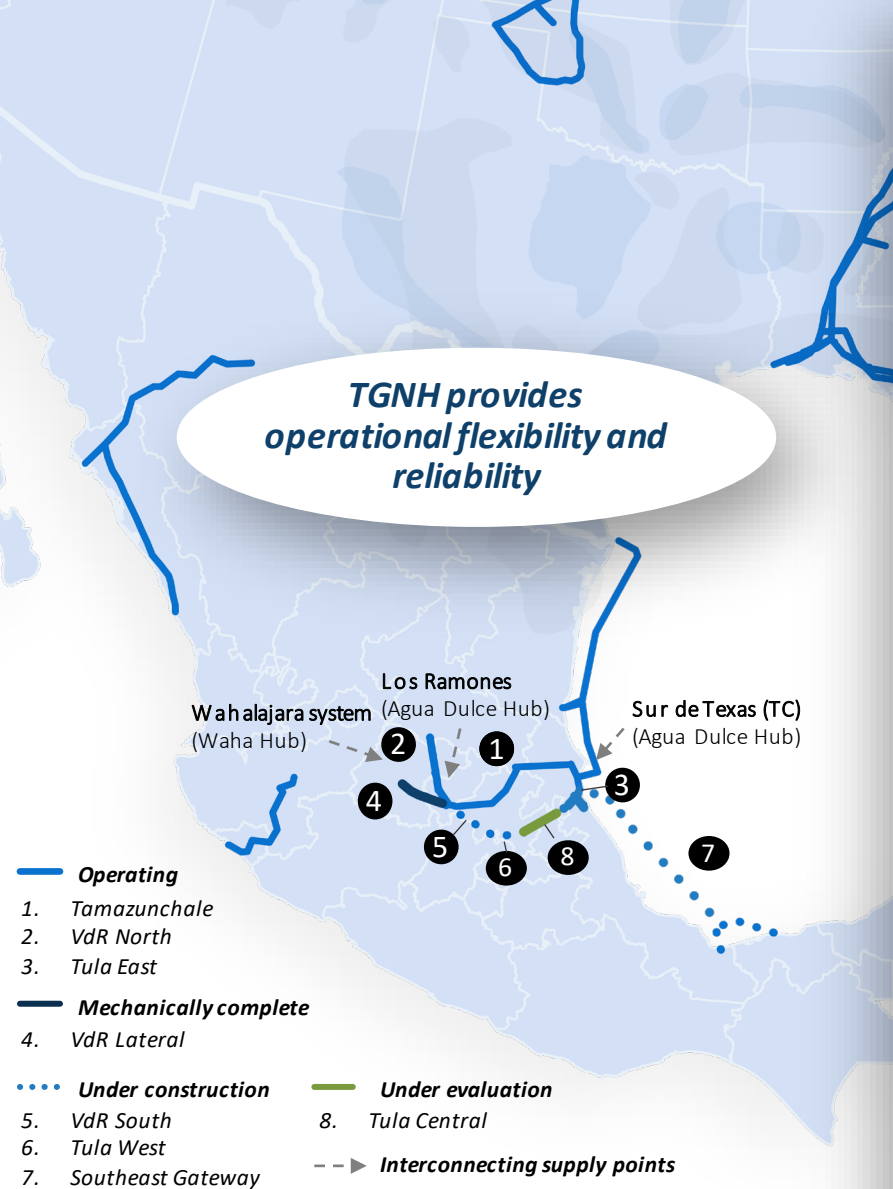 TGNH provides
operational flexibility and
reliability
Los Ramones
(Agua Dulce Hub)
Wahalajara system
(Waha Hub)
Sur de Texas (TC)
(Agua Dulce Hub)
2
1
3
4
5
6
8
7
Operating
1. Tamazunchale
2. VdR North
3. Tula East
Mechanically complete
4. VdR Lateral
Under construction
5. VdR South
6. Tula West
7. Southeast Gateway
Under evaluation
8. Tula Central
Interconnecting supply points